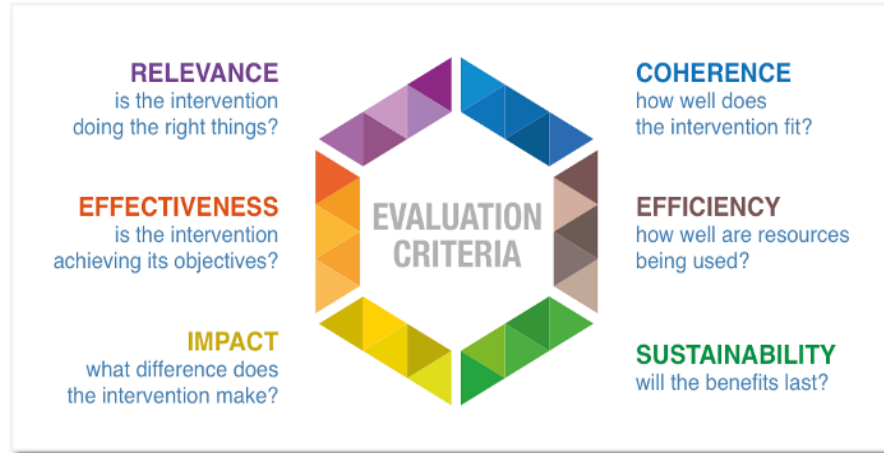 RELEVANCE
is the intervention
doing the right things?
COHERENCE
how well does
the intervention fit?
EFFECTIVENESS
is the intervention
achieving its objectives?
EVALUATION
CRITERIA
EFFICIENCY
how well are resources
being used?
IMPACT
what difference does
the intervention make?
SUSTAINABILITY
will the benefits last?